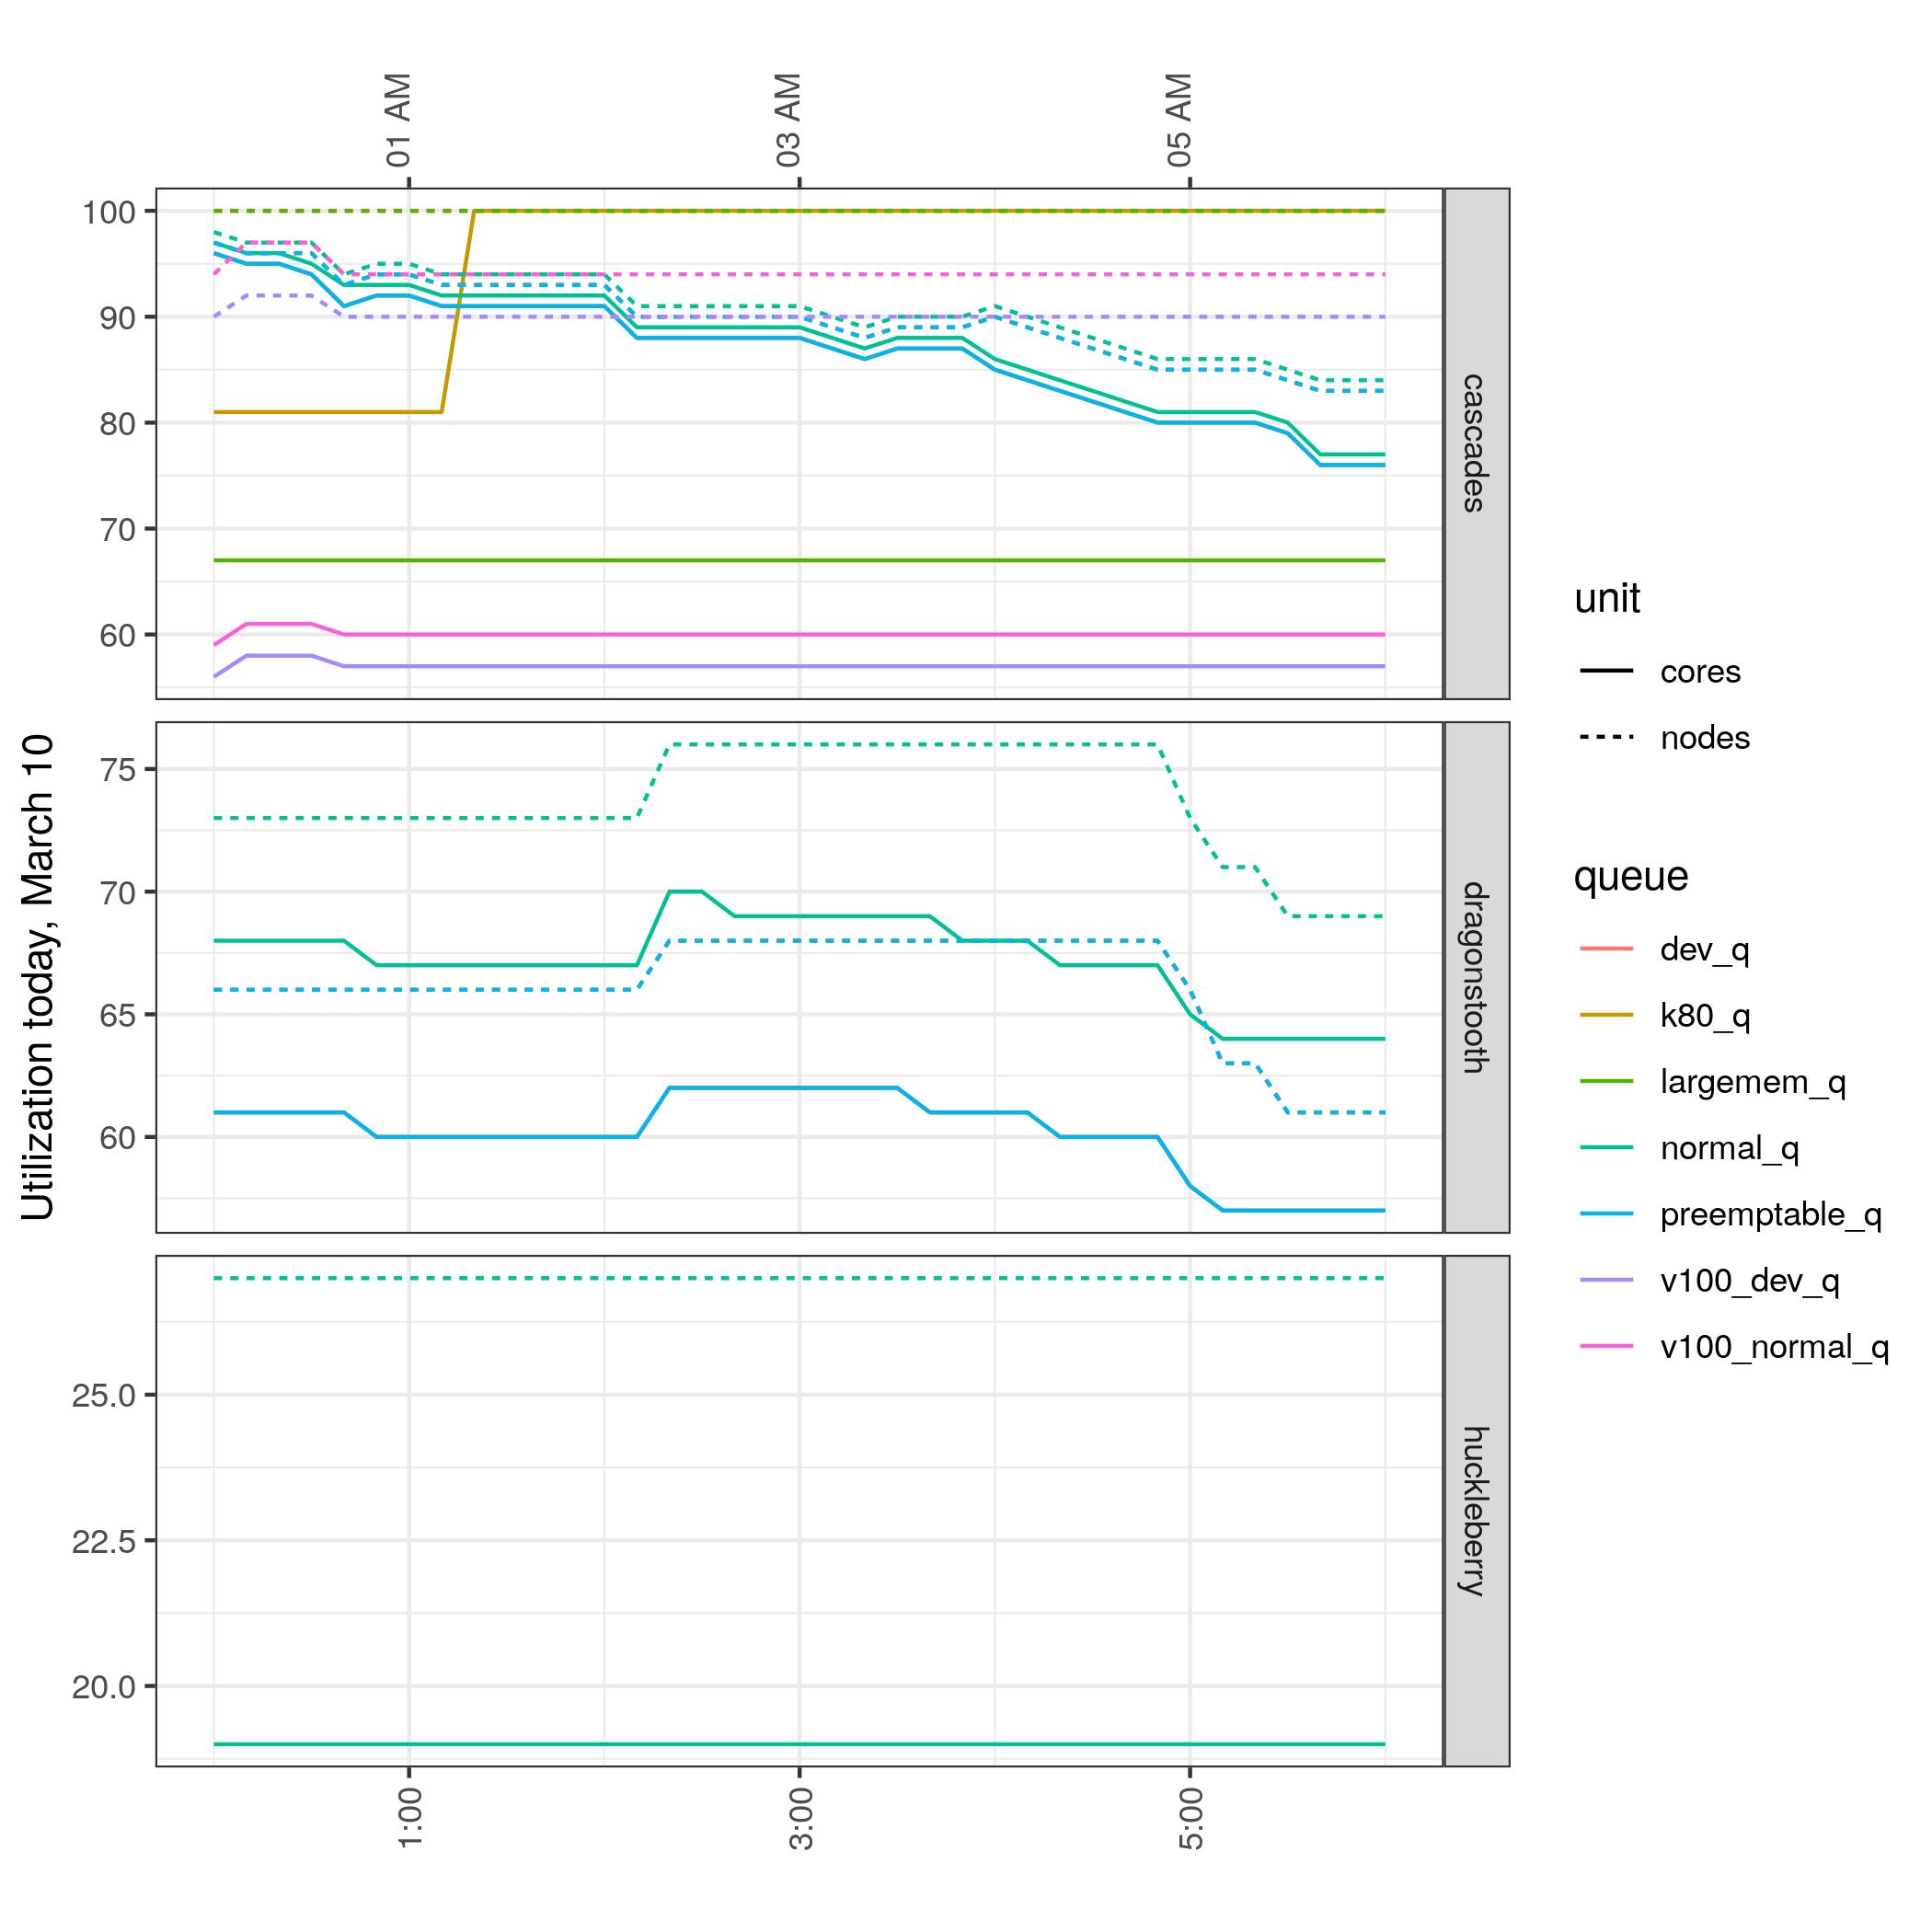 01 AM
03 AM
05 AM
Utilization today, March 10
100
90
80
70
60
cascades
75
70
65
60
dragonstooth
25.0
22.5
20.0
huckleberry
1:00
3:00
5:00
unit
cores
nodes
queue
dev_q
k80_q
largemem_q
normal_q
preemptable_q
v100_dev_q
v100_normal_q